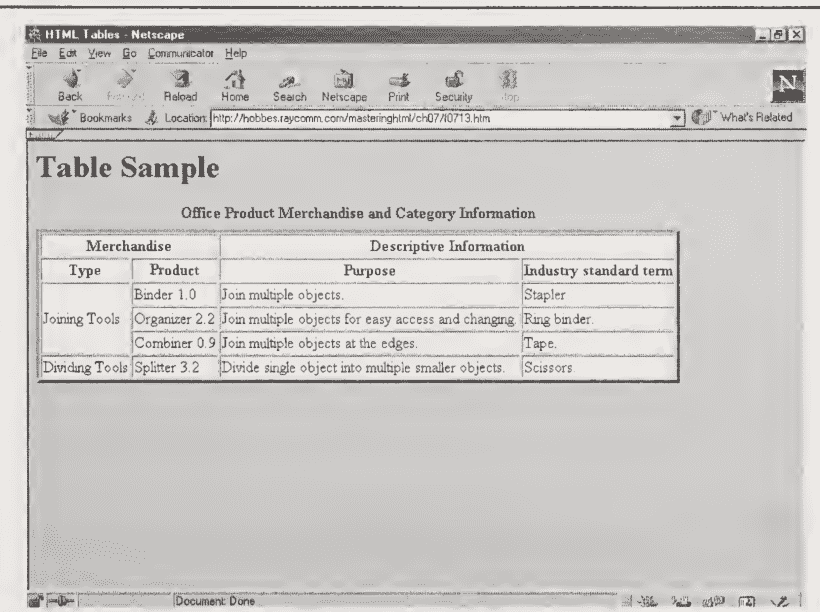 HTML Tables - Netscape
File Edit View Go Communicator Help
Back Reload Home Search Netscape Print Security Stop
Bookmarks Location: http://hobbes.raycomm.com/masteringhtml/ch07/f0713.htm What's Related
Table Sample
Office Product Merchandise and Category Information
Merchandise Descriptive Information
Type Product Purpose Industry standard term
Joining Tools Binder 1.0 Join multiple objects. Stapler
Organizer 2.2 Join multiple objects for easy access and changing. Ring binder.
Combiner 0.9 Join multiple objects at the edges. Tape.
Dividing Tools Splitter 3.2 Divide single object into multiple smaller objects. Scissors
Document: Done